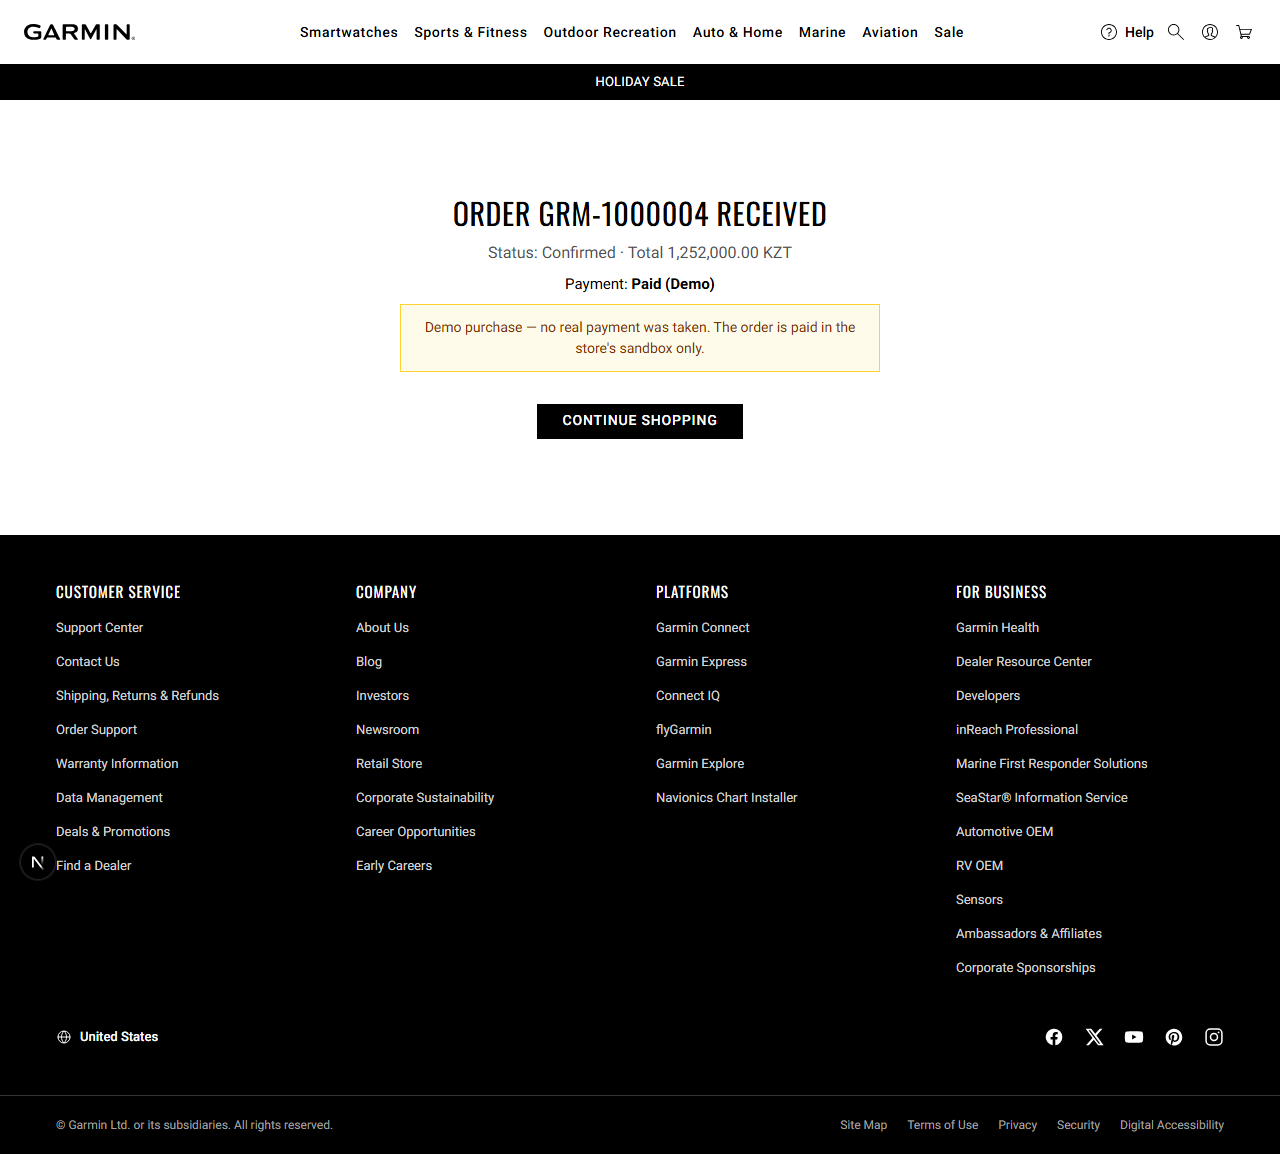 GARMIN
Smartwatches Sports & Fitness Outdoor Recreation Auto & Home Marine Aviation Sale
Help
HOLIDAY SALE
ORDER GRM-1000004 RECEIVED
Status: Confirmed · Total 1,252,000.00 KZT
Payment: Paid (Demo)
Demo purchase — no real payment was taken. The order is paid in the
store's sandbox only.
CONTINUE SHOPPING
CUSTOMER SERVICE
Support Center
Contact Us
Shipping, Returns & Refunds
Order Support
Warranty Information
Data Management
Deals & Promotions
Find a Dealer
COMPANY
About Us
Blog
Investors
Newsroom
Retail Store
Corporate Sustainability
Career Opportunities
Early Careers
PLATFORMS
Garmin Connect
Garmin Express
Connect IQ
flyGarmin
Garmin Explore
Navionics Chart Installer
FOR BUSINESS
Garmin Health
Dealer Resource Center
Developers
inReach Professional
Marine First Responder Solutions
SeaStar® Information Service
Automotive OEM
RV OEM
Sensors
Ambassadors & Affiliates
Corporate Sponsorships
N
United States
© Garmin Ltd. or its subsidiaries. All rights reserved.
Site Map Terms of Use Privacy Security Digital Accessibility